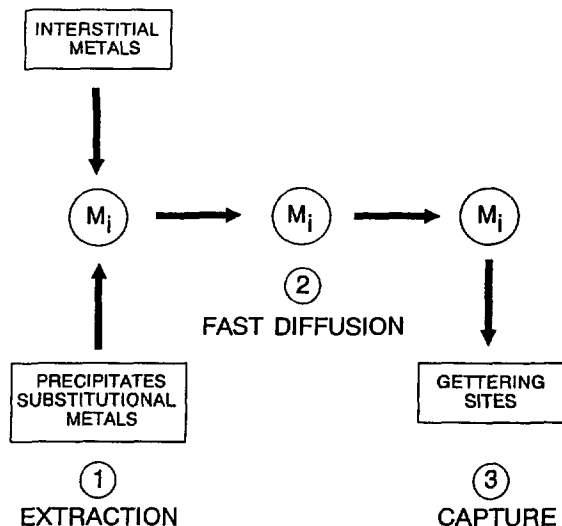 INTERSTITIAL
METALS
Mi
Mi
Mi
2
FAST DIFFUSION
PRECIPITATES
SUBSTITUTIONAL
METALS
GETTERING
SITES
1
EXTRACTION
3
CAPTURE